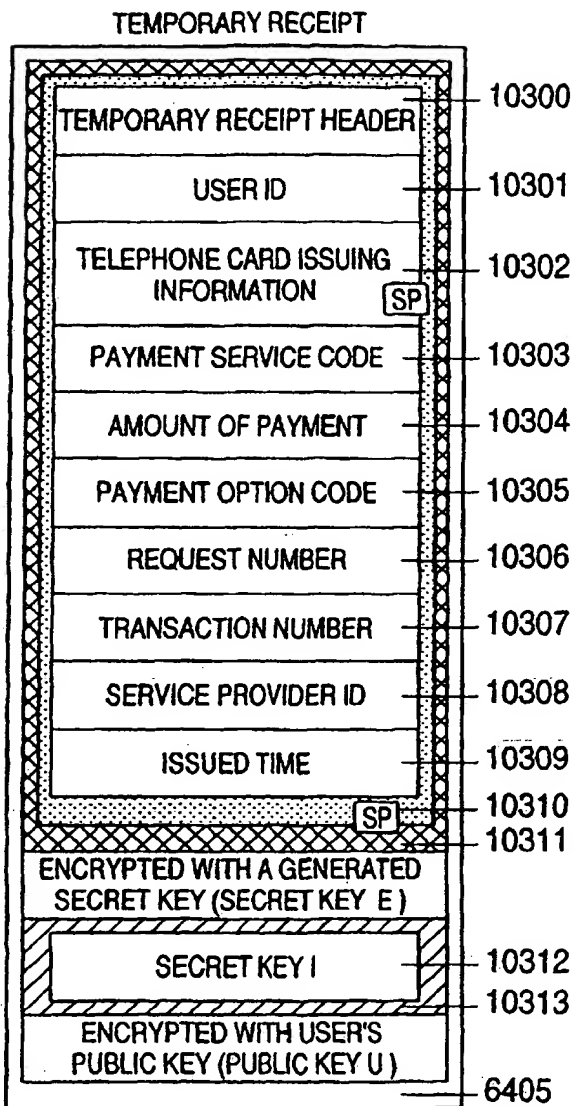 TEMPORARY RECEIPT
TEMPORARY RECEIPT HEADER
10300
USER ID
10301
TELEPHONE CARD ISSUING
INFORMATION
10302
SP
PAYMENT SERVICE CODE
10303
AMOUNT OF PAYMENT
10304
PAYMENT OPTION CODE
10305
REQUEST NUMBER
10306
TRANSACTION NUMBER
10307
SERVICE PROVIDER ID
10308
ISSUED TIME
10309
SP
10310
10311
ENCRYPTED WITH A GENERATED
SECRET KEY (SECRET KEY E)
SECRET KEY I
10312
10313
ENCRYPTED WITH USER'S
PUBLIC KEY (PUBLIC KEY U)
6405